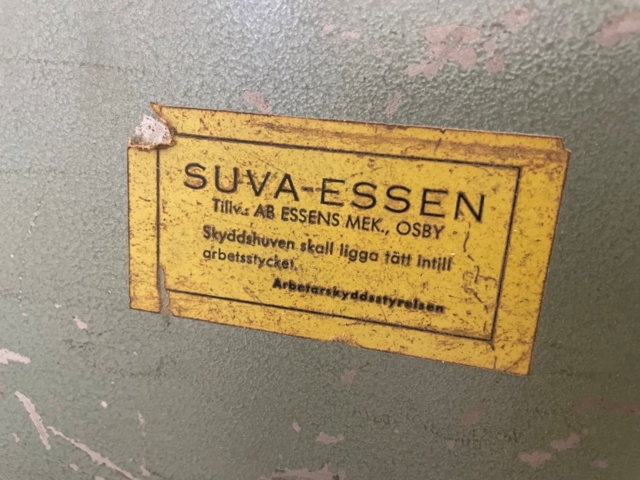 SUVA-ESSEN
Tillv.: AB ESSENS MEK., OSBY
Skyddshuven skall ligga tätt intill
arbetsstycket.
Arbetarskyddsstyrelsen